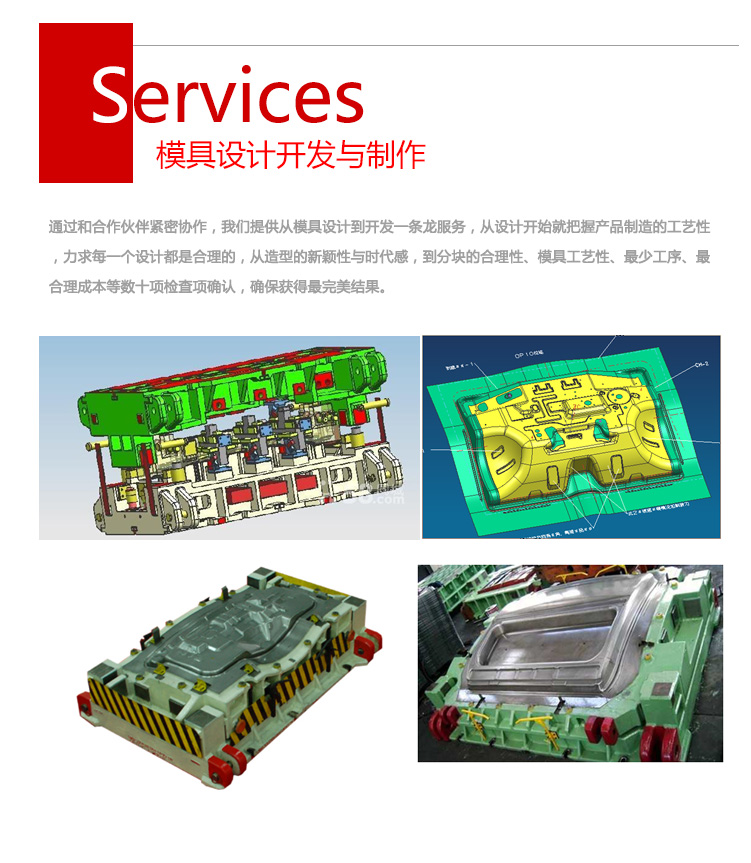 Services
模具设计开发与制作
通过和合作伙伴紧密协作，我们提供从模具设计到开发一条龙服务，从设计开始就把握产品制造的工艺性
，力求每一个设计都是合理的，从造型的新颖性与时代感，到分块的合理性、模具工艺性、最少工序、最
合理成本等数十项检查项确认，确保获得最完美结果。
OP10
CH-2
.com